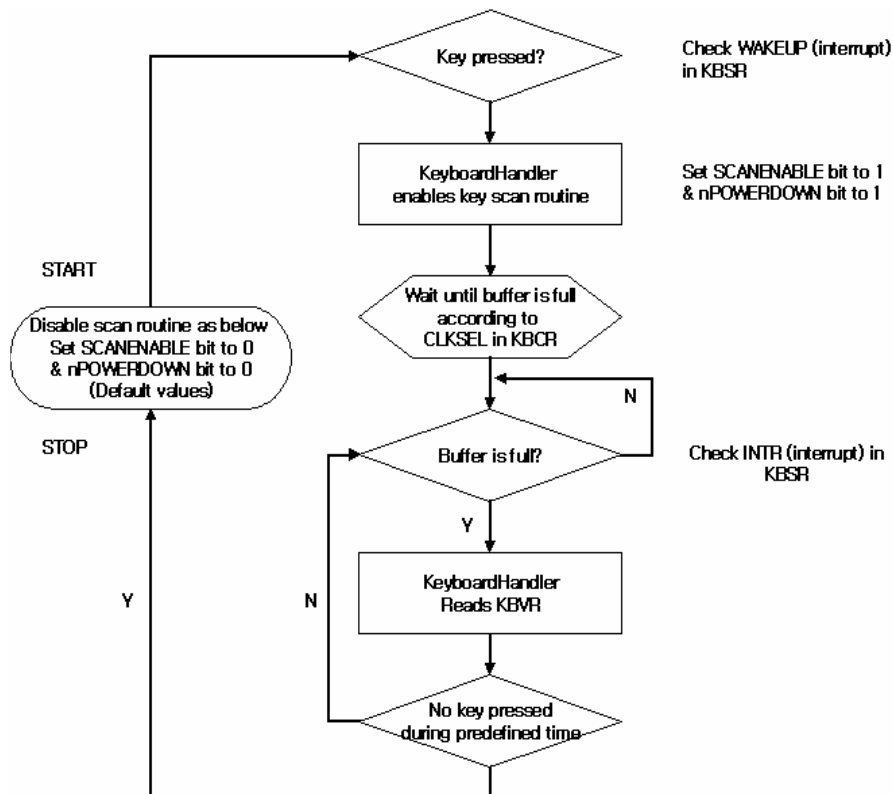 Key pressed?
Check WAKEUP (interrupt)
in KBSR
KeyboardHandler
enables key scan routine
Set SCANENABLE bit to 1
& nPOWERDOWN bit to 1
START
Wait until buffer is full
according to
CLKSEL in KBCR
Disable scan routine as below
Set SCANENABLE bit to 0
& nPOWERDOWN bit to 0
(Default values)
N
STOP
Buffer is full?
Check INTR (interrupt) in
KBSR
Y
KeyboardHandler
Reads KBVR
Y
N
No key pressed
during predefined time